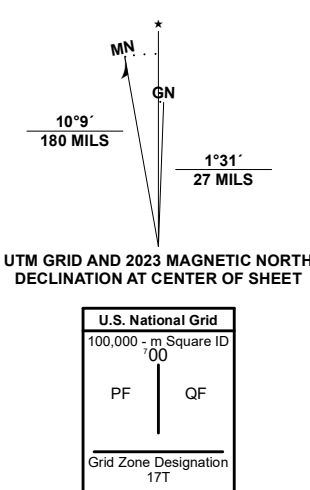 MN
GN
10°9´
180 MILS
1°31´
27 MILS
UTM GRID AND 2023 MAGNETIC NORTH
DECLINATION AT CENTER OF SHEET
U.S. National Grid
100,000 - m Square ID
⁷00
PF QF
Grid Zone Designation
17T